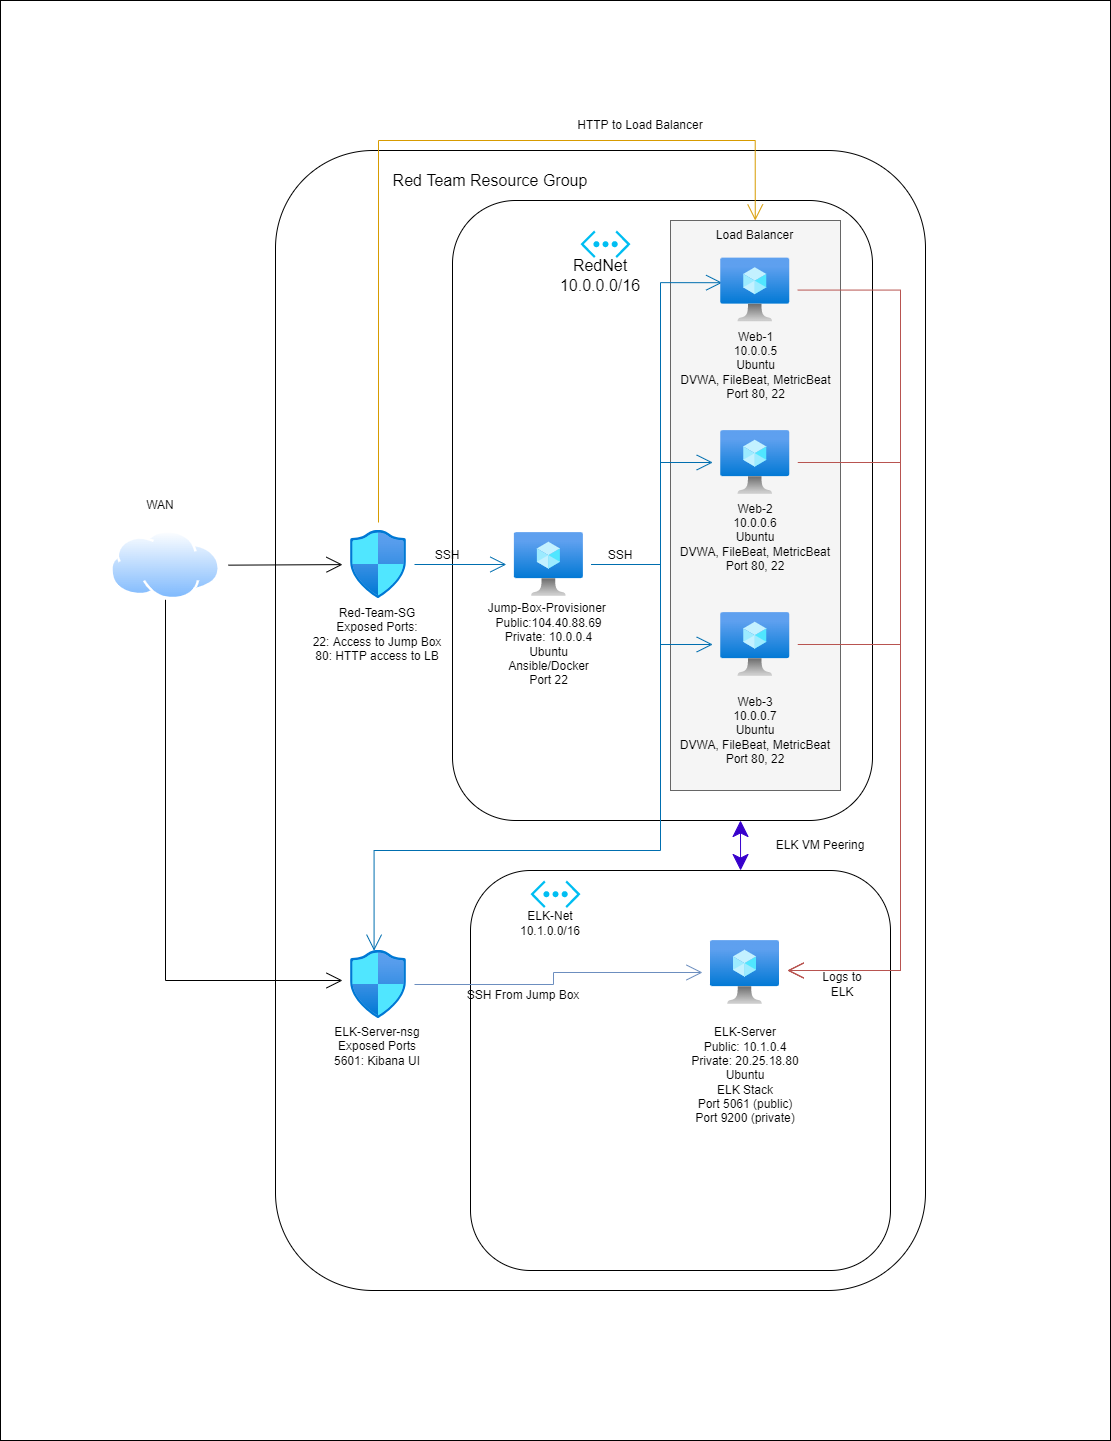 HTTP to Load Balancer
Red Team Resource Group
Load Balancer
RedNet
10.0.0.0/16
Web-1
10.0.0.5
Ubuntu
DVWA, FileBeat, MetricBeat
Port 80, 22
Web-2
10.0.0.6
Ubuntu
DVWA, FileBeat, MetricBeat
Port 80, 22
WAN
SSH
SSH
Red-Team-SG
Exposed Ports:
22: Access to Jump Box
80: HTTP access to LB
Jump-Box-Provisioner
Public:104.40.88.69
Private: 10.0.0.4
Ubuntu
Ansible/Docker
Port 22
Web-3
10.0.0.7
Ubuntu
DVWA, FileBeat, MetricBeat
Port 80, 22
ELK VM Peering
ELK-Net
10.1.0.0/16
Logs to
ELK
SSH From Jump Box
ELK-Server-nsg
Exposed Ports
5601: Kibana UI
ELK-Server
Public: 10.1.0.4
Private: 20.25.18.80
Ubuntu
ELK Stack
Port 5061 (public)
Port 9200 (private)